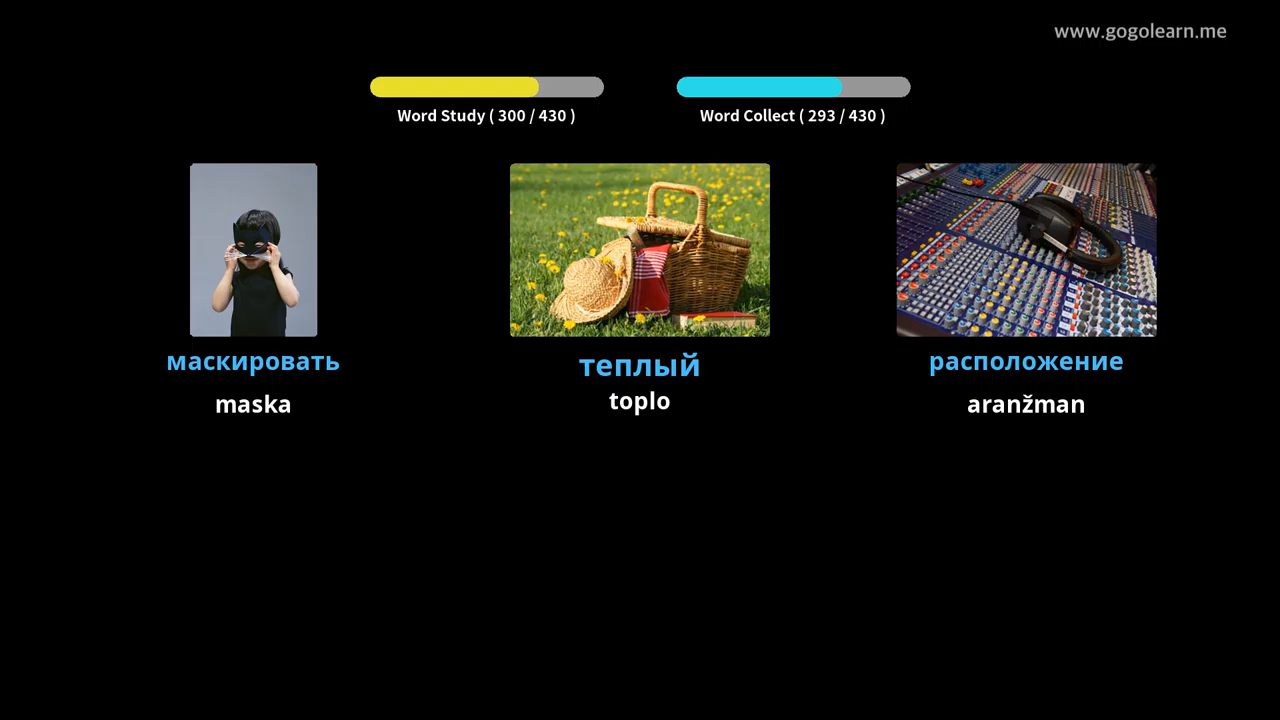 www.gogolearn.me
Word Study ( 300 / 430 )
Word Collect ( 293 / 430 )
маскировать
теплый
расположение
maska
toplo
aranžman